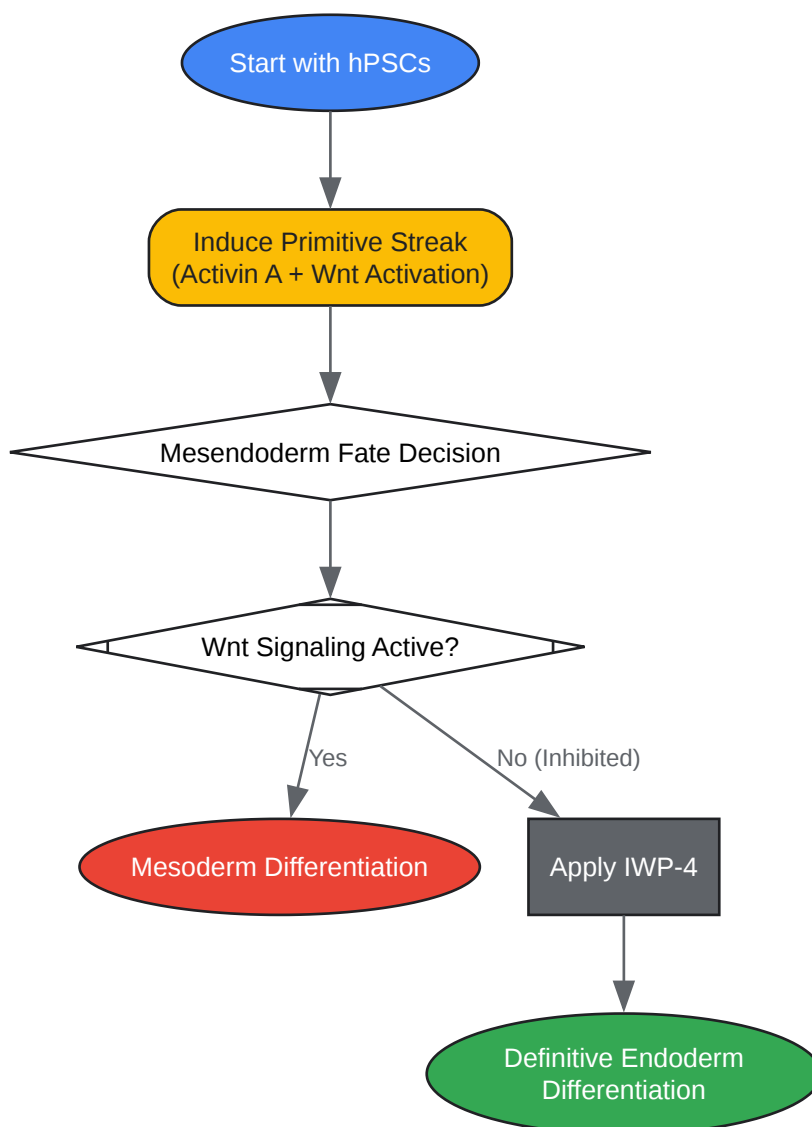 Start with hPSCs
Induce Primitive Streak
(Activin A + Wnt Activation)
Mesendoderm Fate Decision
Wnt Signaling Active?
Yes
No (Inhibited)
Mesoderm Differentiation
Apply IWP-4
Definitive Endoderm
Differentiation